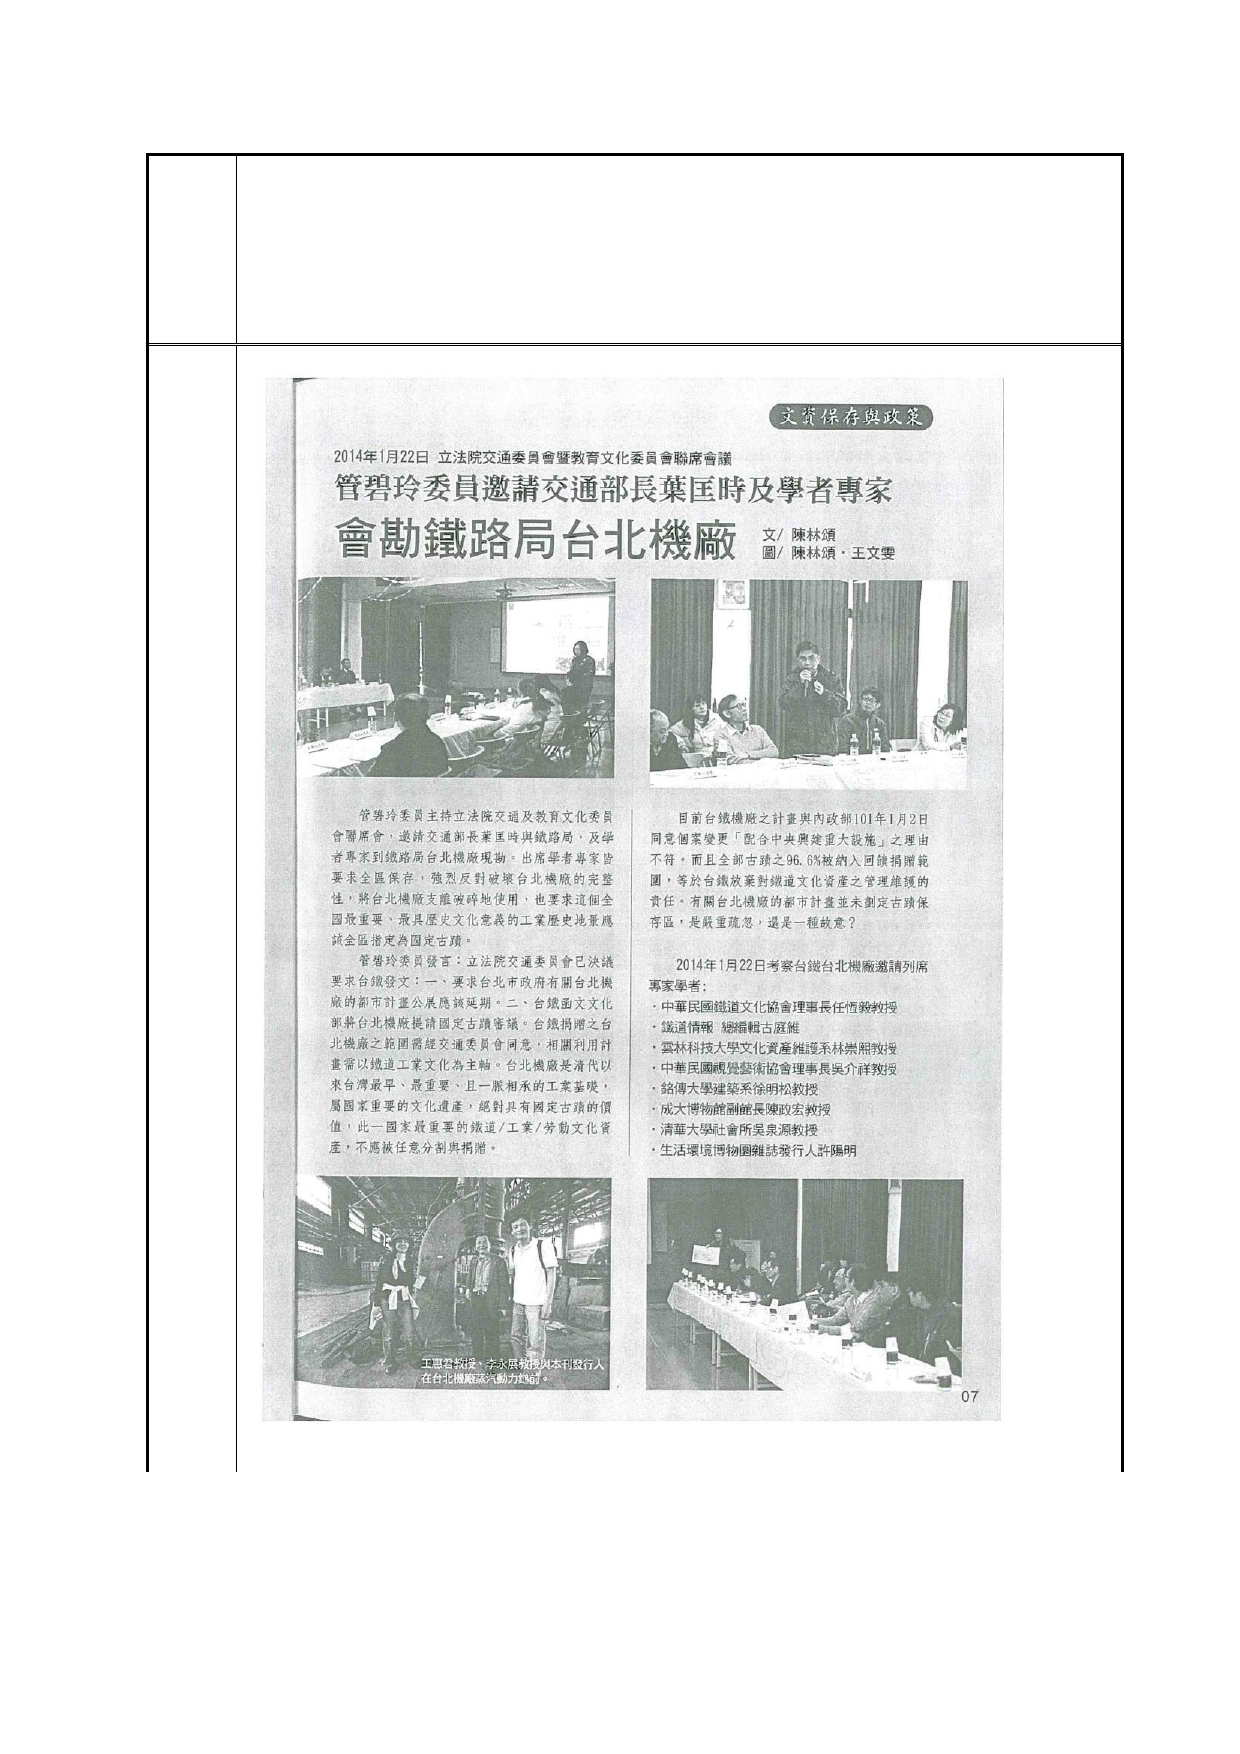 文資保存與政策
2014年1月22日 立法院交通委員會暨教育文化委員會聯席會議
管碧玲委員邀請交通部長葉匡時及學者專家
會勘鐵路局台北機廠
文/ 陳林頌
圖/ 陳林頌・王文雯
管碧玲委員主持立法院交通及教育文化委員
會聯席會，邀請交通部長葉匡時與鐵路局，及學
者專家到鐵路局台北機廠現勘。出席學者專家皆
要求全區保存，強烈反對破壞台北機廠的完整
性，將台北機廠支離破碎地使用，也要求這個全
國最重要、最具歷史文化意義的工業歷史地景應
該全區指定為國定古蹟。
管碧玲委員發言：立法院交通委員會已決議
要求台鐵發文：一、要求台北市政府有關台北機
廠的都市計畫公展應該延期。二、台鐵函文文化
部將台北機廠提請國定古蹟審議。台鐵捐贈之台
北機廠之範圍需經交通委員會同意，相關利用計
畫需以鐵道工業文化為主軸。台北機廠是清代以
來台灣最早、最重要、且一脈相承的工業基礎，
屬國家重要的文化遺產，絕對具有國定古蹟的價
值，此一國家最重要的鐵道/工業/勞動文化資
產，不應被任意分割與捐贈。
目前台鐵機廠之計畫與內政部101年1月2日
同意個案變更「配合中央興建重大設施」之理由
不符。而且全部古蹟之96.6%被納入回饋捐贈範
圍，等於台鐵放棄對鐵道文化資產之管理維護的
責任。有關台北機廠的都市計畫並未劃定古蹟保
存區，是嚴重疏忽，還是一種故意？
2014年1月22日考察台鐵台北機廠邀請列席
專家學者:
・中華民國鐵道文化協會理事長任恆毅教授
・鐵道情報 總編輯古庭維
・雲林科技大學文化資產維護系林崇熙教授
・中華民國視覺藝術協會理事長吳介祥教授
・銘傳大學建築系徐明松教授
・成大博物館副館長陳政宏教授
・清華大學社會所吳泉源教授
・生活環境博物園雜誌發行人許陽明
王惠君教授、李永展教授與本刊發行人
在台北機廠蒸汽動力鎚前。
07